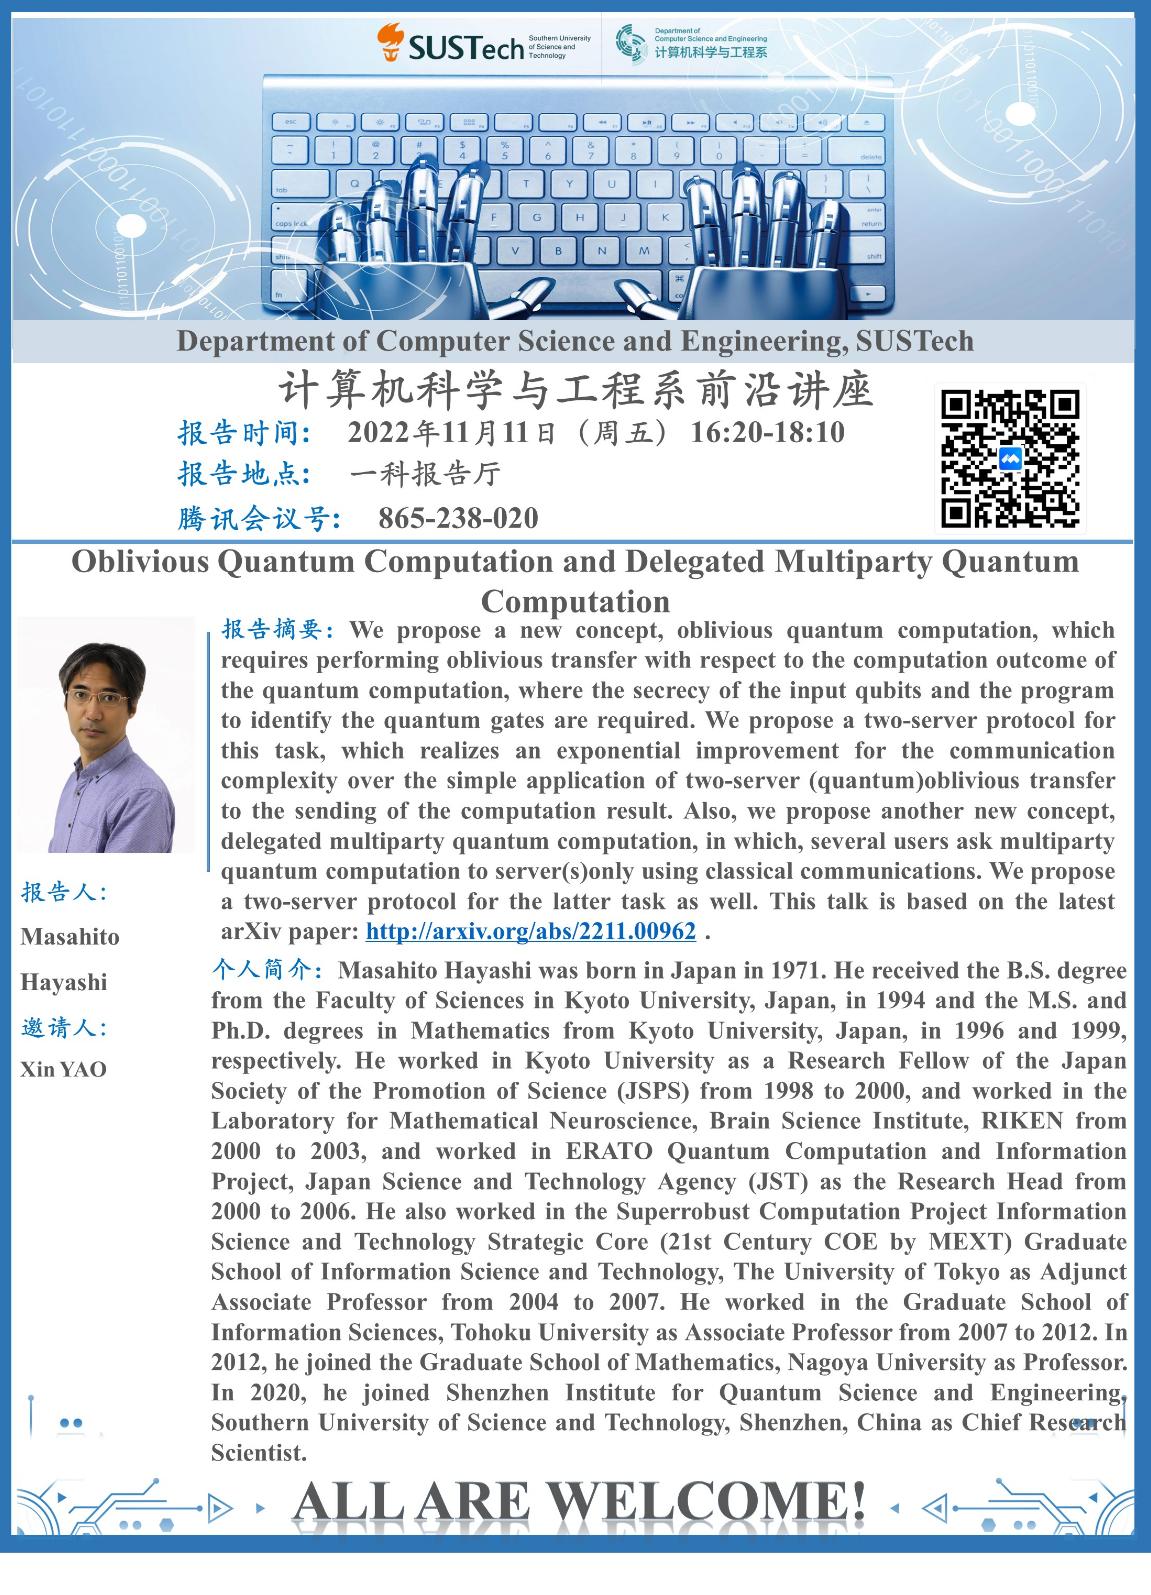 SUSTech
Southern University
of Science and
Technology
Department of
Computer Science and Engineering
计算机科学与工程系
Department of Computer Science and Engineering, SUSTech
计算机科学与工程系前沿讲座
报告时间: 2022年11月11日（周五） 16:20-18:10
报告地点: 一科报告厅
腾讯会议号: 865-238-020
Oblivious Quantum Computation and Delegated Multiparty Quantum
Computation
报告摘要: We propose a new concept, oblivious quantum computation, which
requires performing oblivious transfer with respect to the computation outcome of
the quantum computation, where the secrecy of the input qubits and the program
to identify the quantum gates are required. We propose a two-server protocol for
this task, which realizes an exponential improvement for the communication
complexity over the simple application of two-server (quantum)oblivious transfer
to the sending of the computation result. Also, we propose another new concept,
delegated multiparty quantum computation, in which, several users ask multiparty
quantum computation to server(s)only using classical communications. We propose
a two-server protocol for the latter task as well. This talk is based on the latest
arXiv paper: http://arxiv.org/abs/2211.00962 .
报告人:
Masahito
Hayashi
邀请人:
Xin YAO
个人简介: Masahito Hayashi was born in Japan in 1971. He received the B.S. degree
from the Faculty of Sciences in Kyoto University, Japan, in 1994 and the M.S. and
Ph.D. degrees in Mathematics from Kyoto University, Japan, in 1996 and 1999,
respectively. He worked in Kyoto University as a Research Fellow of the Japan
Society of the Promotion of Science (JSPS) from 1998 to 2000, and worked in the
Laboratory for Mathematical Neuroscience, Brain Science Institute, RIKEN from
2000 to 2003, and worked in ERATO Quantum Computation and Information
Project, Japan Science and Technology Agency (JST) as the Research Head from
2000 to 2006. He also worked in the Superrobust Computation Project Information
Science and Technology Strategic Core (21st Century COE by MEXT) Graduate
School of Information Science and Technology, The University of Tokyo as Adjunct
Associate Professor from 2004 to 2007. He worked in the Graduate School of
Information Sciences, Tohoku University as Associate Professor from 2007 to 2012. In
2012, he joined the Graduate School of Mathematics, Nagoya University as Professor.
In 2020, he joined Shenzhen Institute for Quantum Science and Engineering,
Southern University of Science and Technology, Shenzhen, China as Chief Research
Scientist.
ALL ARE WELCOME!